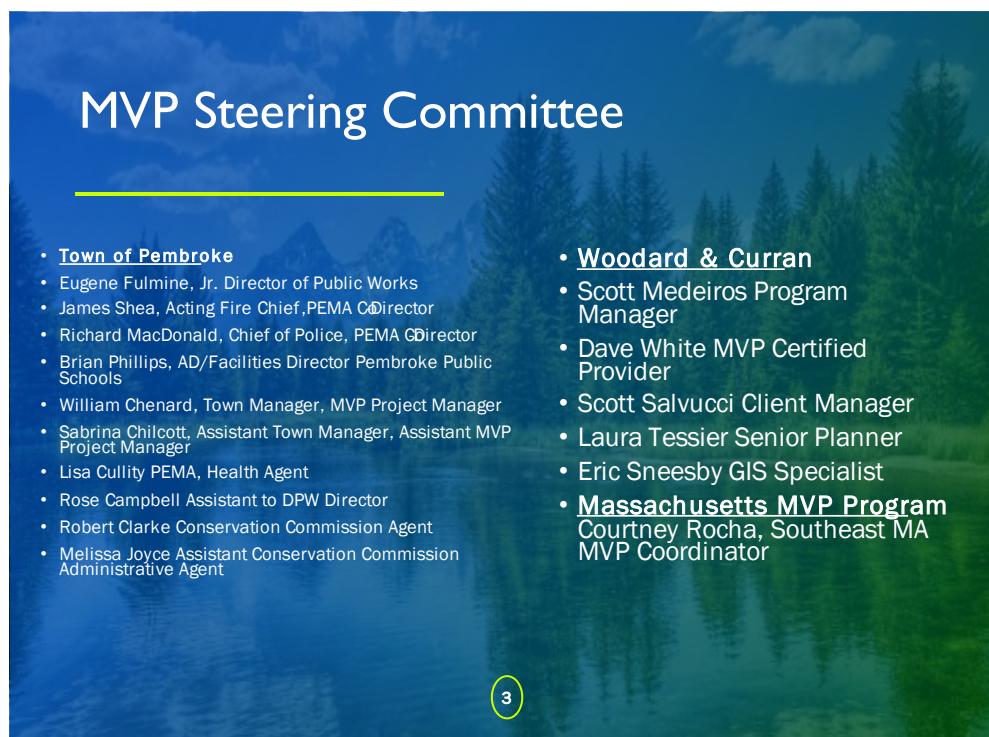 MVP Steering Committee
• Town of Pembroke
• Eugene Fulmine, Jr. Director of Public Works
• James Shea, Acting Fire Chief,PEMA CoDirector
• Richard MacDonald, Chief of Police, PEMA CoDirector
• Brian Phillips, AD/Facilities Director Pembroke Public
Schools
• William Chenard, Town Manager, MVP Project Manager
• Sabrina Chilcott, Assistant Town Manager, Assistant MVP
Project Manager
• Lisa Cullity PEMA, Health Agent
• Rose Campbell Assistant to DPW Director
• Robert Clarke Conservation Commission Agent
• Melissa Joyce Assistant Conservation Commission
Administrative Agent
• Woodard & Curran
• Scott Medeiros Program
Manager
• Dave White MVP Certified
Provider
• Scott Salvucci Client Manager
• Laura Tessier Senior Planner
• Eric Sneesby GIS Specialist
• Massachusetts MVP Program
Courtney Rocha, Southeast MA
MVP Coordinator
3